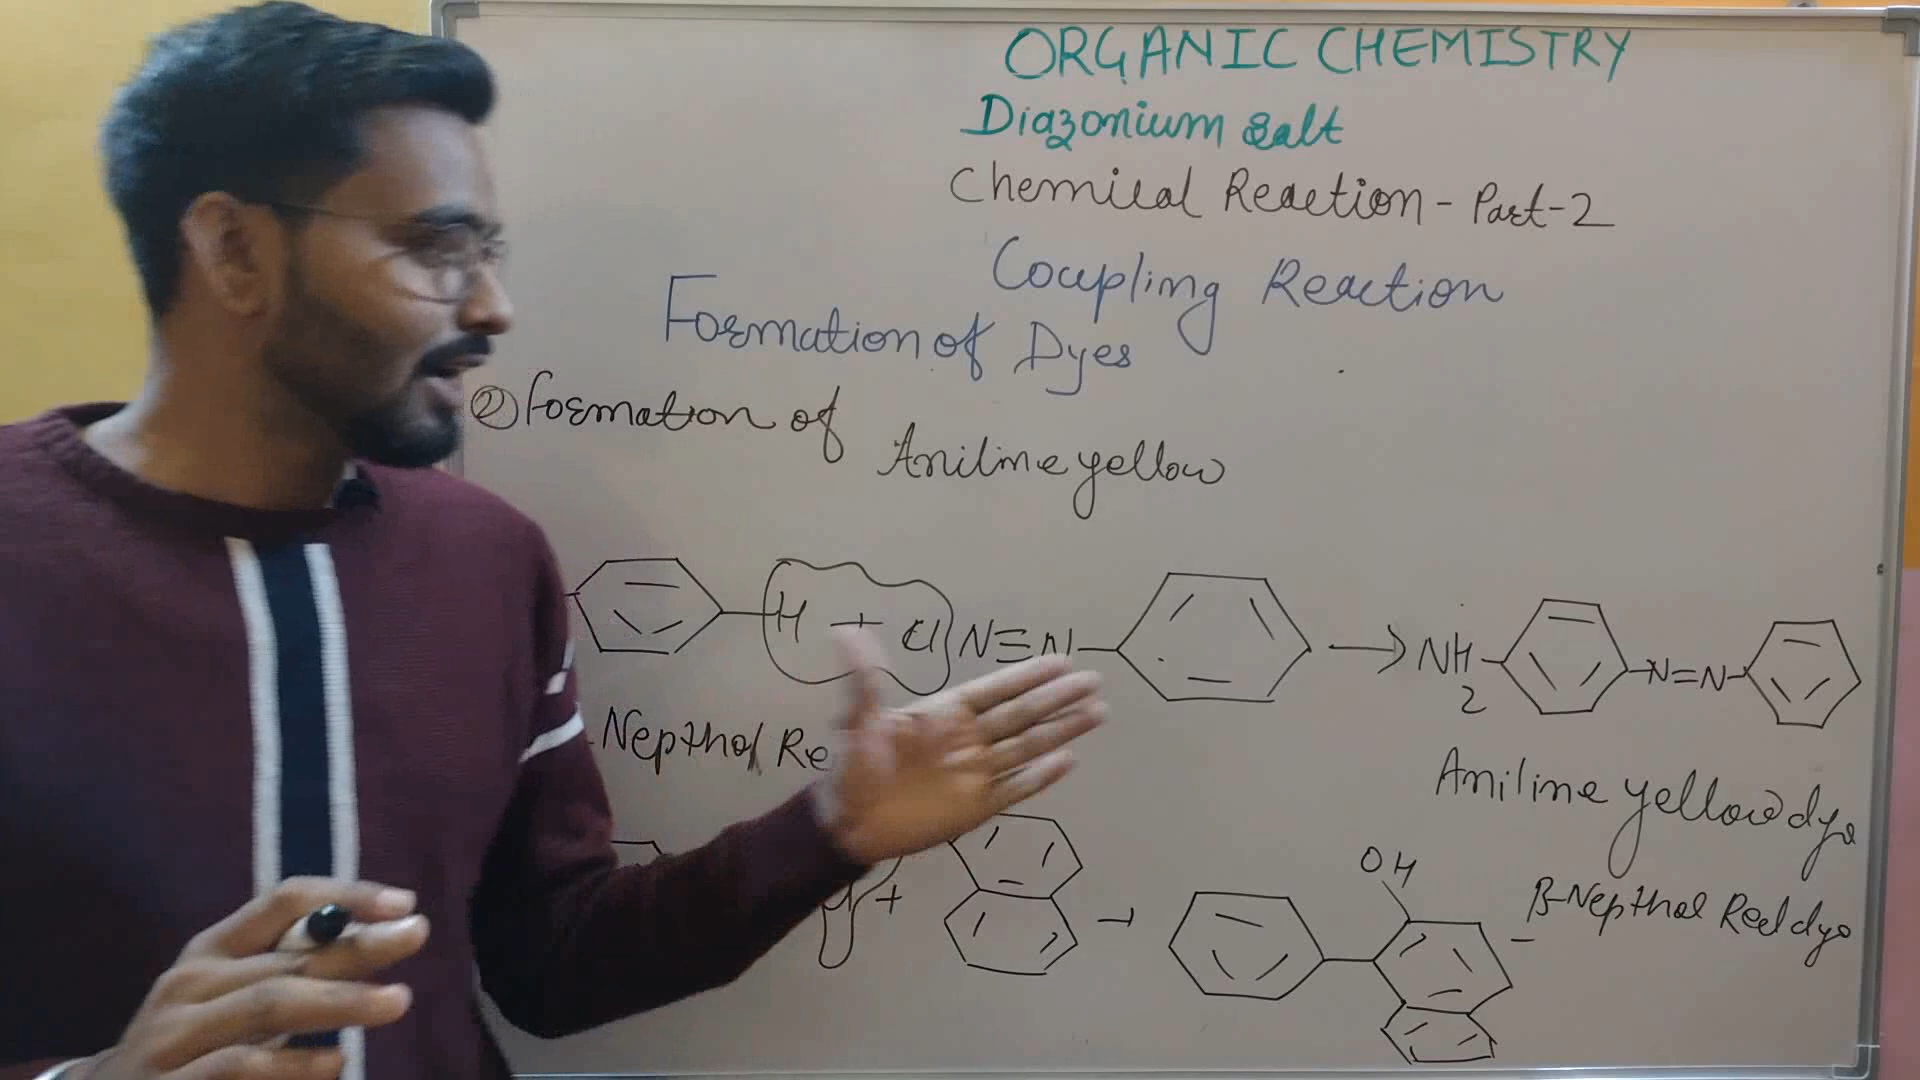 ORGANIC CHEMISTRY
Diazonium Salt
Chemical Reaction - Part-2
Coupling Reaction
Formation of Dyes
② Formation of Aniline yellow
H + Cl N≡N → NH2 N=N
Nepthol Re
Aniline yellow dye
+ → OH
β-Nepthol Red dye